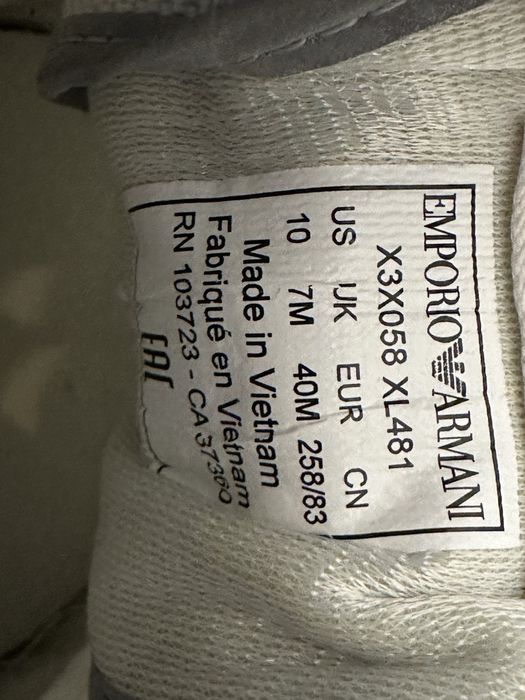 EMPORIO ARMANI
X3X058 XL481
US UK EUR CN
10 7M 40M 258/83
Made in Vietnam
Fabriqué en Vietnam
RN 103723 - CA 37360
EAC